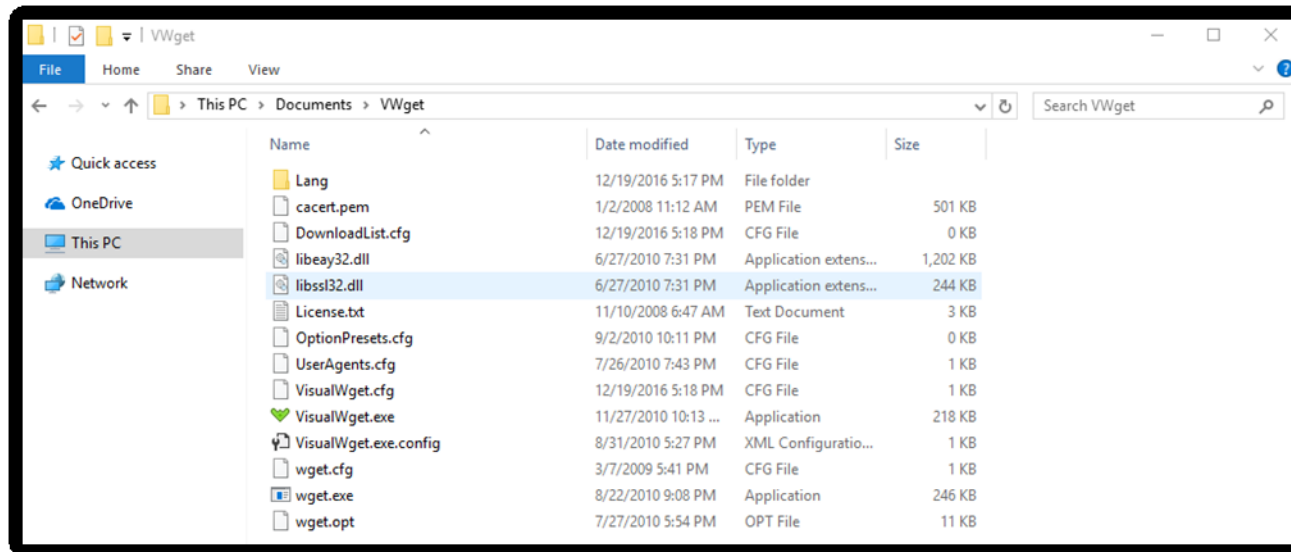 VWget
File Home Share View
This PC > Documents > VWget Search VWget
Name Date modified Type Size
Quick access
OneDrive
This PC
Network
Lang 12/19/2016 5:17 PM File folder
cacert.pem 1/2/2008 11:12 AM PEM File 501 KB
DownloadList.cfg 12/19/2016 5:18 PM CFG File 0 KB
libeay32.dll 6/27/2010 7:31 PM Application extens... 1,202 KB
libssl32.dll 6/27/2010 7:31 PM Application extens... 244 KB
License.txt 11/10/2008 6:47 AM Text Document 3 KB
OptionPresets.cfg 9/2/2010 10:11 PM CFG File 0 KB
UserAgents.cfg 7/26/2010 7:43 PM CFG File 1 KB
VisualWget.cfg 12/19/2016 5:18 PM CFG File 1 KB
VisualWget.exe 11/27/2010 10:13 ... Application 218 KB
VisualWget.exe.config 8/31/2010 5:27 PM XML Configuratio... 1 KB
wget.cfg 3/7/2009 5:41 PM CFG File 1 KB
wget.exe 8/22/2010 9:08 PM Application 246 KB
wget.opt 7/27/2010 5:54 PM OPT File 11 KB